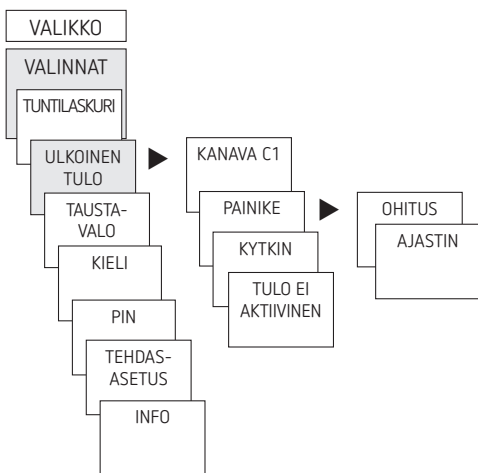 VALIKKO
VALINNAT
TUNTILASKURI
ULKOINEN
TULO
TAUSTA-
VALO
KIELI
PIN
TEHDAS-
ASETUS
INFO
KANAVA C1
PAINIKE
KYTKIN
TULO EI
AKTIIVINEN
OHITUS
AJASTIN